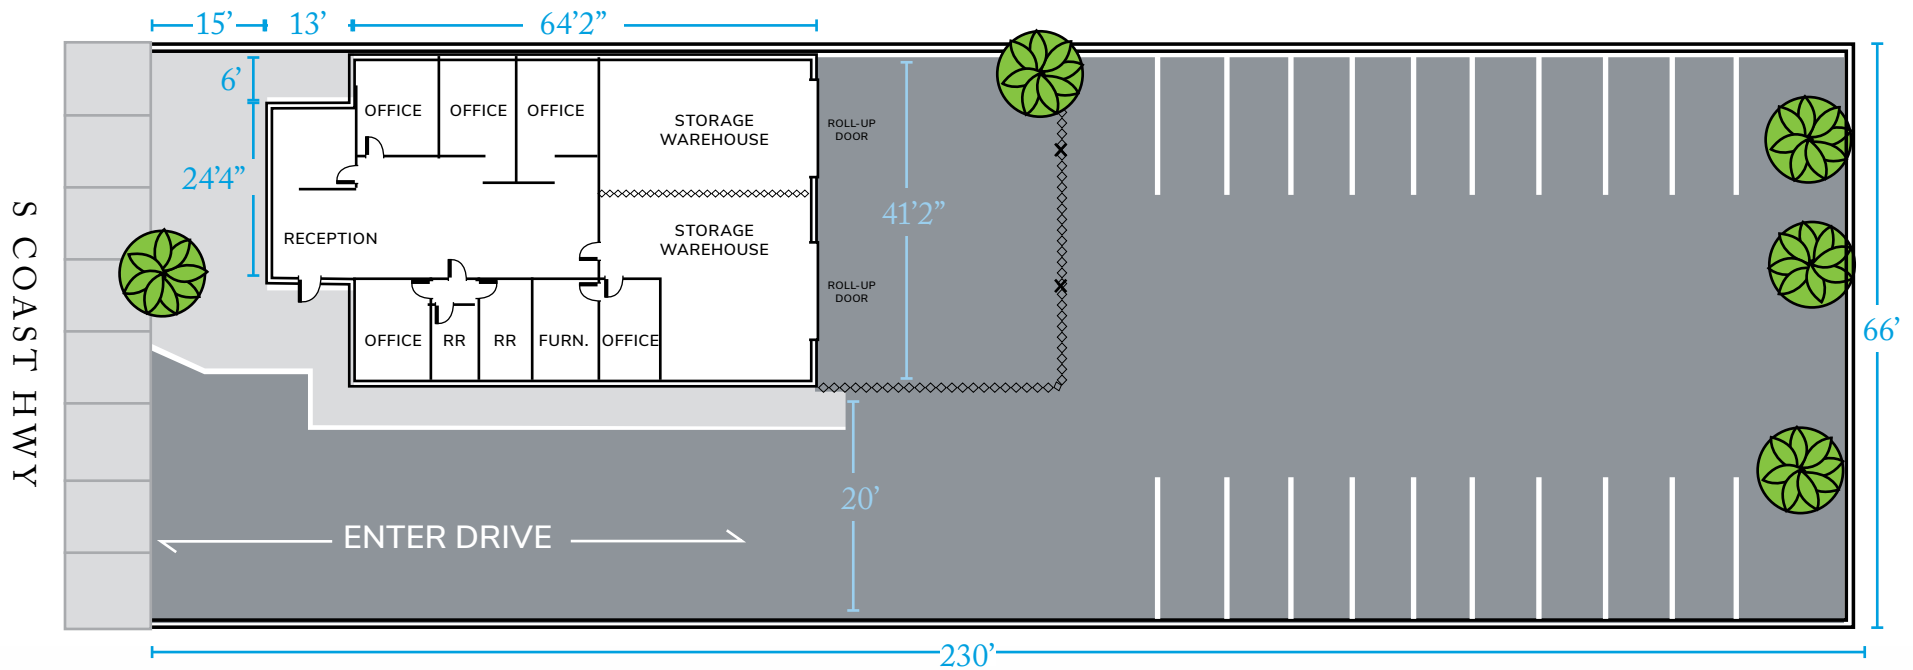 15’ 13’ 64’2”
6’
OFFICE OFFICE OFFICE
STORAGE
WAREHOUSE
ROLL-UP
DOOR
24’4”
41’2”
S COAST HWY
RECEPTION
STORAGE
WAREHOUSE
ROLL-UP
DOOR
66’
OFFICE RR RR FURN. OFFICE
20’
ENTER DRIVE
230’